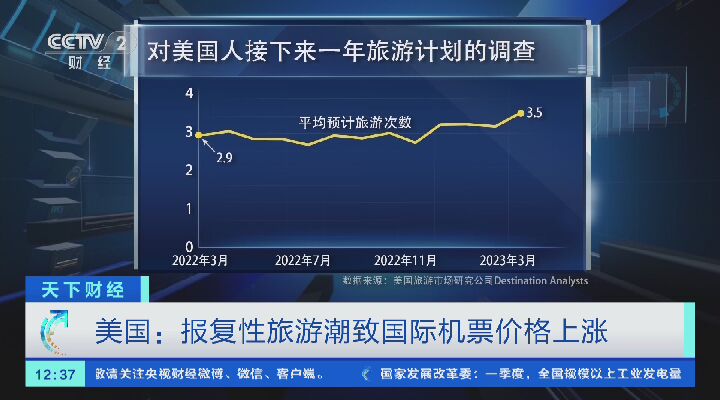 CCTV 2
财经
对美国人接下来一年旅游计划的调查
4
平均预计旅游次数
3.5
3
2.9
2
1
0
2022年3月
2022年7月
2022年11月
2023年3月
数据来源：美国旅游市场研究公司Destination Analysts
天下财经
美国：报复性旅游潮致国际机票价格上涨
12:37
敬请关注央视财经微博、微信、客户端。
国家发展改革委：一季度，全国规模以上工业发电量